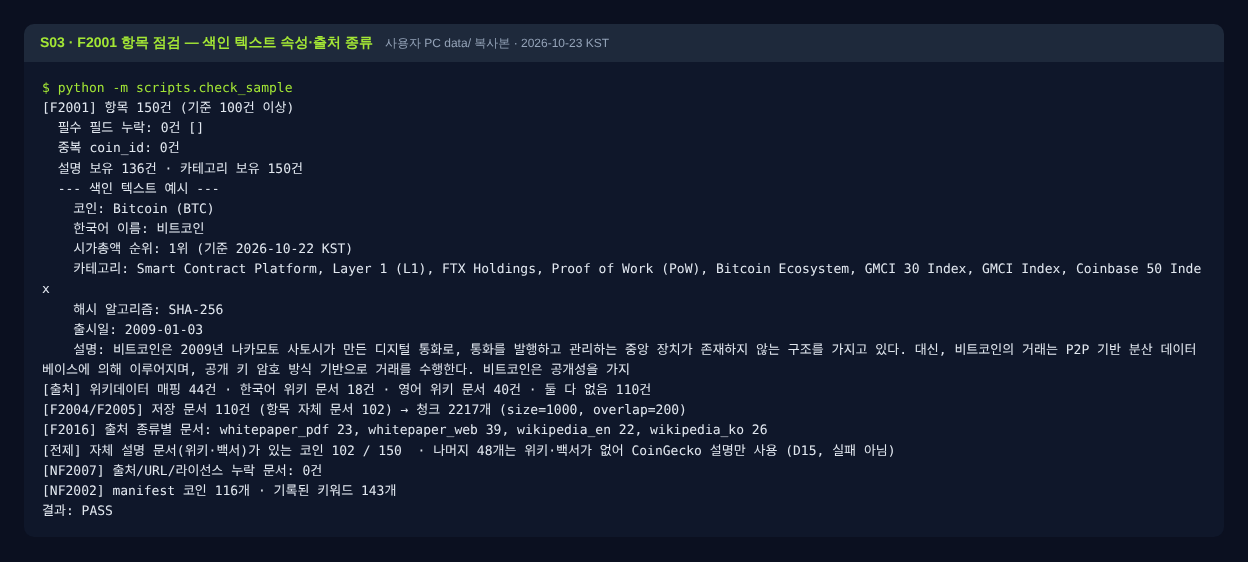 S03 · F2001 항목 점검 — 색인 텍스트 속성·출처 종류 사용자 PC data/ 복사본 · 2026-10-23 KST
$ python -m scripts.check_sample
[F2001] 항목 150건 (기준 100건 이상)
필수 필드 누락: 0건 []
중복 coin_id: 0건
설명 보유 136건 · 카테고리 보유 150건
--- 색인 텍스트 예시 ---
코인: Bitcoin (BTC)
한국어 이름: 비트코인
시가총액 순위: 1위 (기준 2026-10-22 KST)
카테고리: Smart Contract Platform, Layer 1 (L1), FTX Holdings, Proof of Work (PoW), Bitcoin Ecosystem, GMCI 30 Index, GMCI Index, Coinbase 50 Inde
x
해시 알고리즘: SHA-256
출시일: 2009-01-03
설명: 비트코인은 2009년 나카모토 사토시가 만든 디지털 통화로, 통화를 발행하고 관리하는 중앙 장치가 존재하지 않는 구조를 가지고 있다. 대신, 비트코인의 거래는 P2P 기반 분산 데이터
베이스에 의해 이루어지며, 공개 키 암호 방식 기반으로 거래를 수행한다. 비트코인은 공개성을 가지
[출처] 위키데이터 매핑 44건 · 한국어 위키 문서 18건 · 영어 위키 문서 40건 · 둘 다 없음 110건
[F2004/F2005] 저장 문서 110건 (항목 자체 문서 102) → 청크 2217개 (size=1000, overlap=200)
[F2016] 출처 종류별 문서: whitepaper_pdf 23, whitepaper_web 39, wikipedia_en 22, wikipedia_ko 26
[전제] 자체 설명 문서(위키·백서)가 있는 코인 102 / 150 · 나머지 48개는 위키·백서가 없어 CoinGecko 설명만 사용 (D15, 실패 아님)
[NF2007] 출처/URL/라이선스 누락 문서: 0건
[NF2002] manifest 코인 116개 · 기록된 키워드 143개
결과: PASS